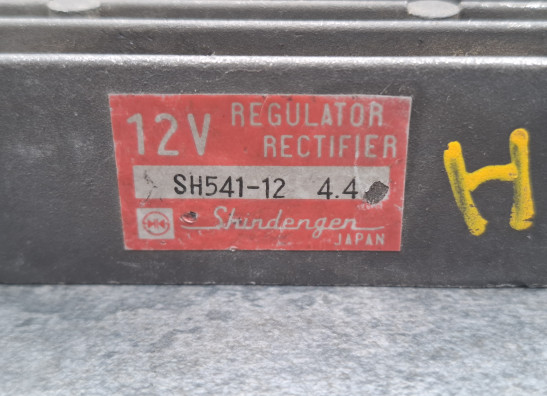 12V REGULATOR
RECTIFIER
SH541-12 4.4
Shindengen
JAPAN
H